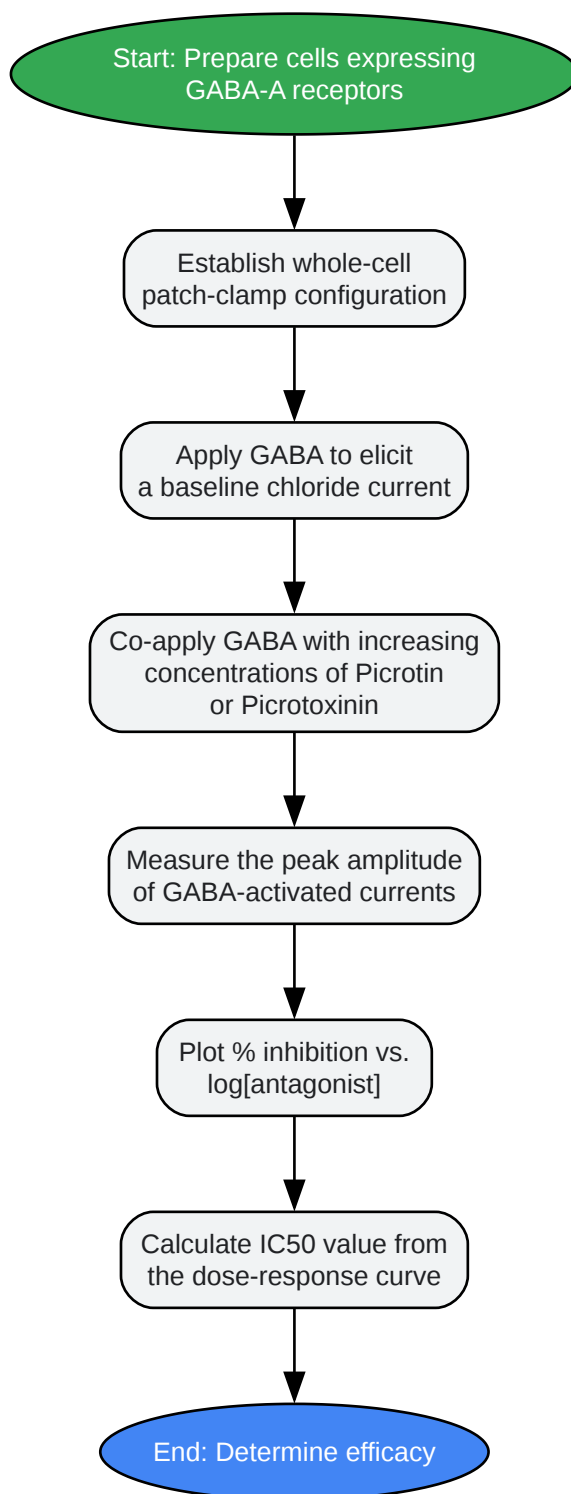 Start: Prepare cells expressing
GABA-A receptors
Establish whole-cell
patch-clamp configuration
Apply GABA to elicit
a baseline chloride current
Co-apply GABA with increasing
concentrations of Picrotin
or Picrotoxinin
Measure the peak amplitude
of GABA-activated currents
Plot % inhibition vs.
log[antagonist]
Calculate IC50 value from
the dose-response curve
End: Determine efficacy